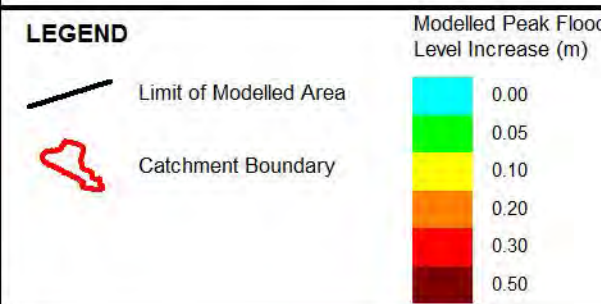 LEGEND
Limit of Modelled Area
Catchment Boundary
Modelled Peak Flood
Level Increase (m)
0.00
0.05
0.10
0.20
0.30
0.50